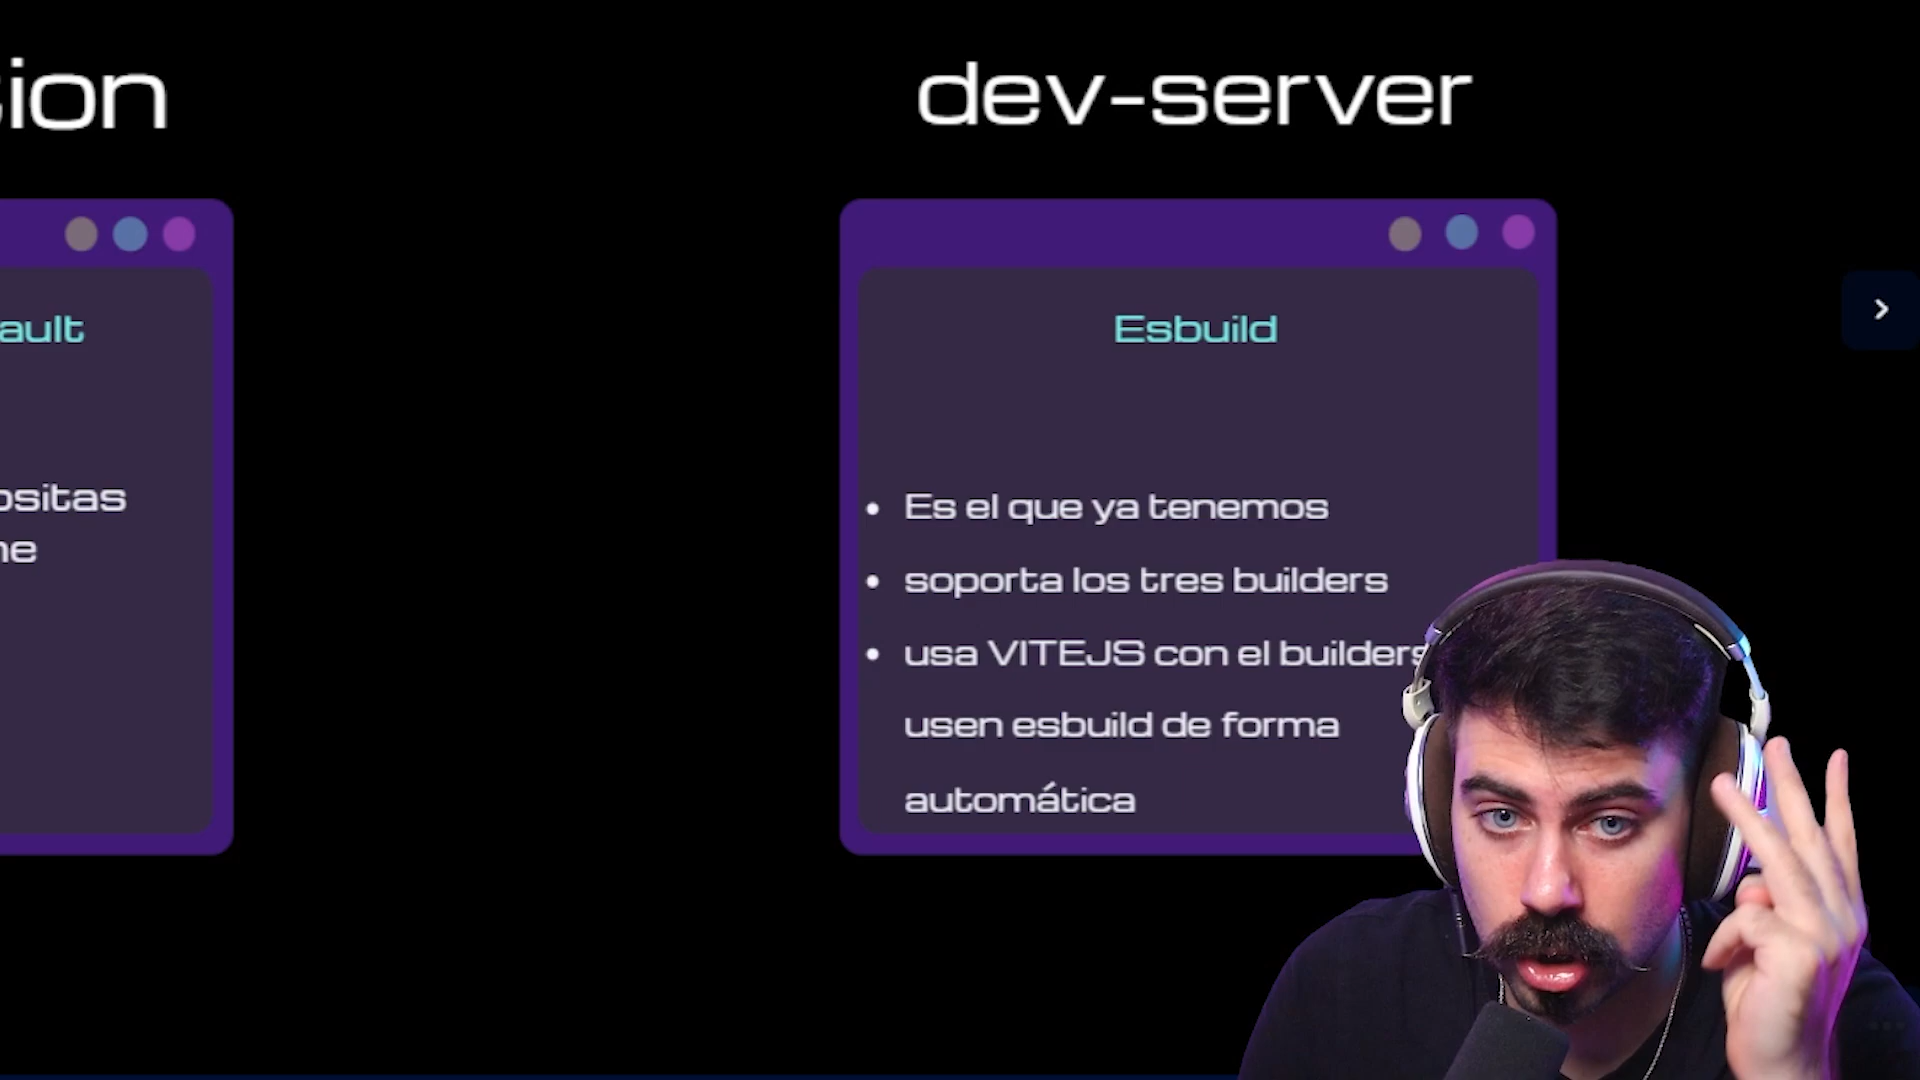 dev-server
Esbuild
Es el que ya tenemos
soporta los tres builders
usa VITEJS con el builders
usen esbuild de forma
automática
sion
ault
ositas
ne